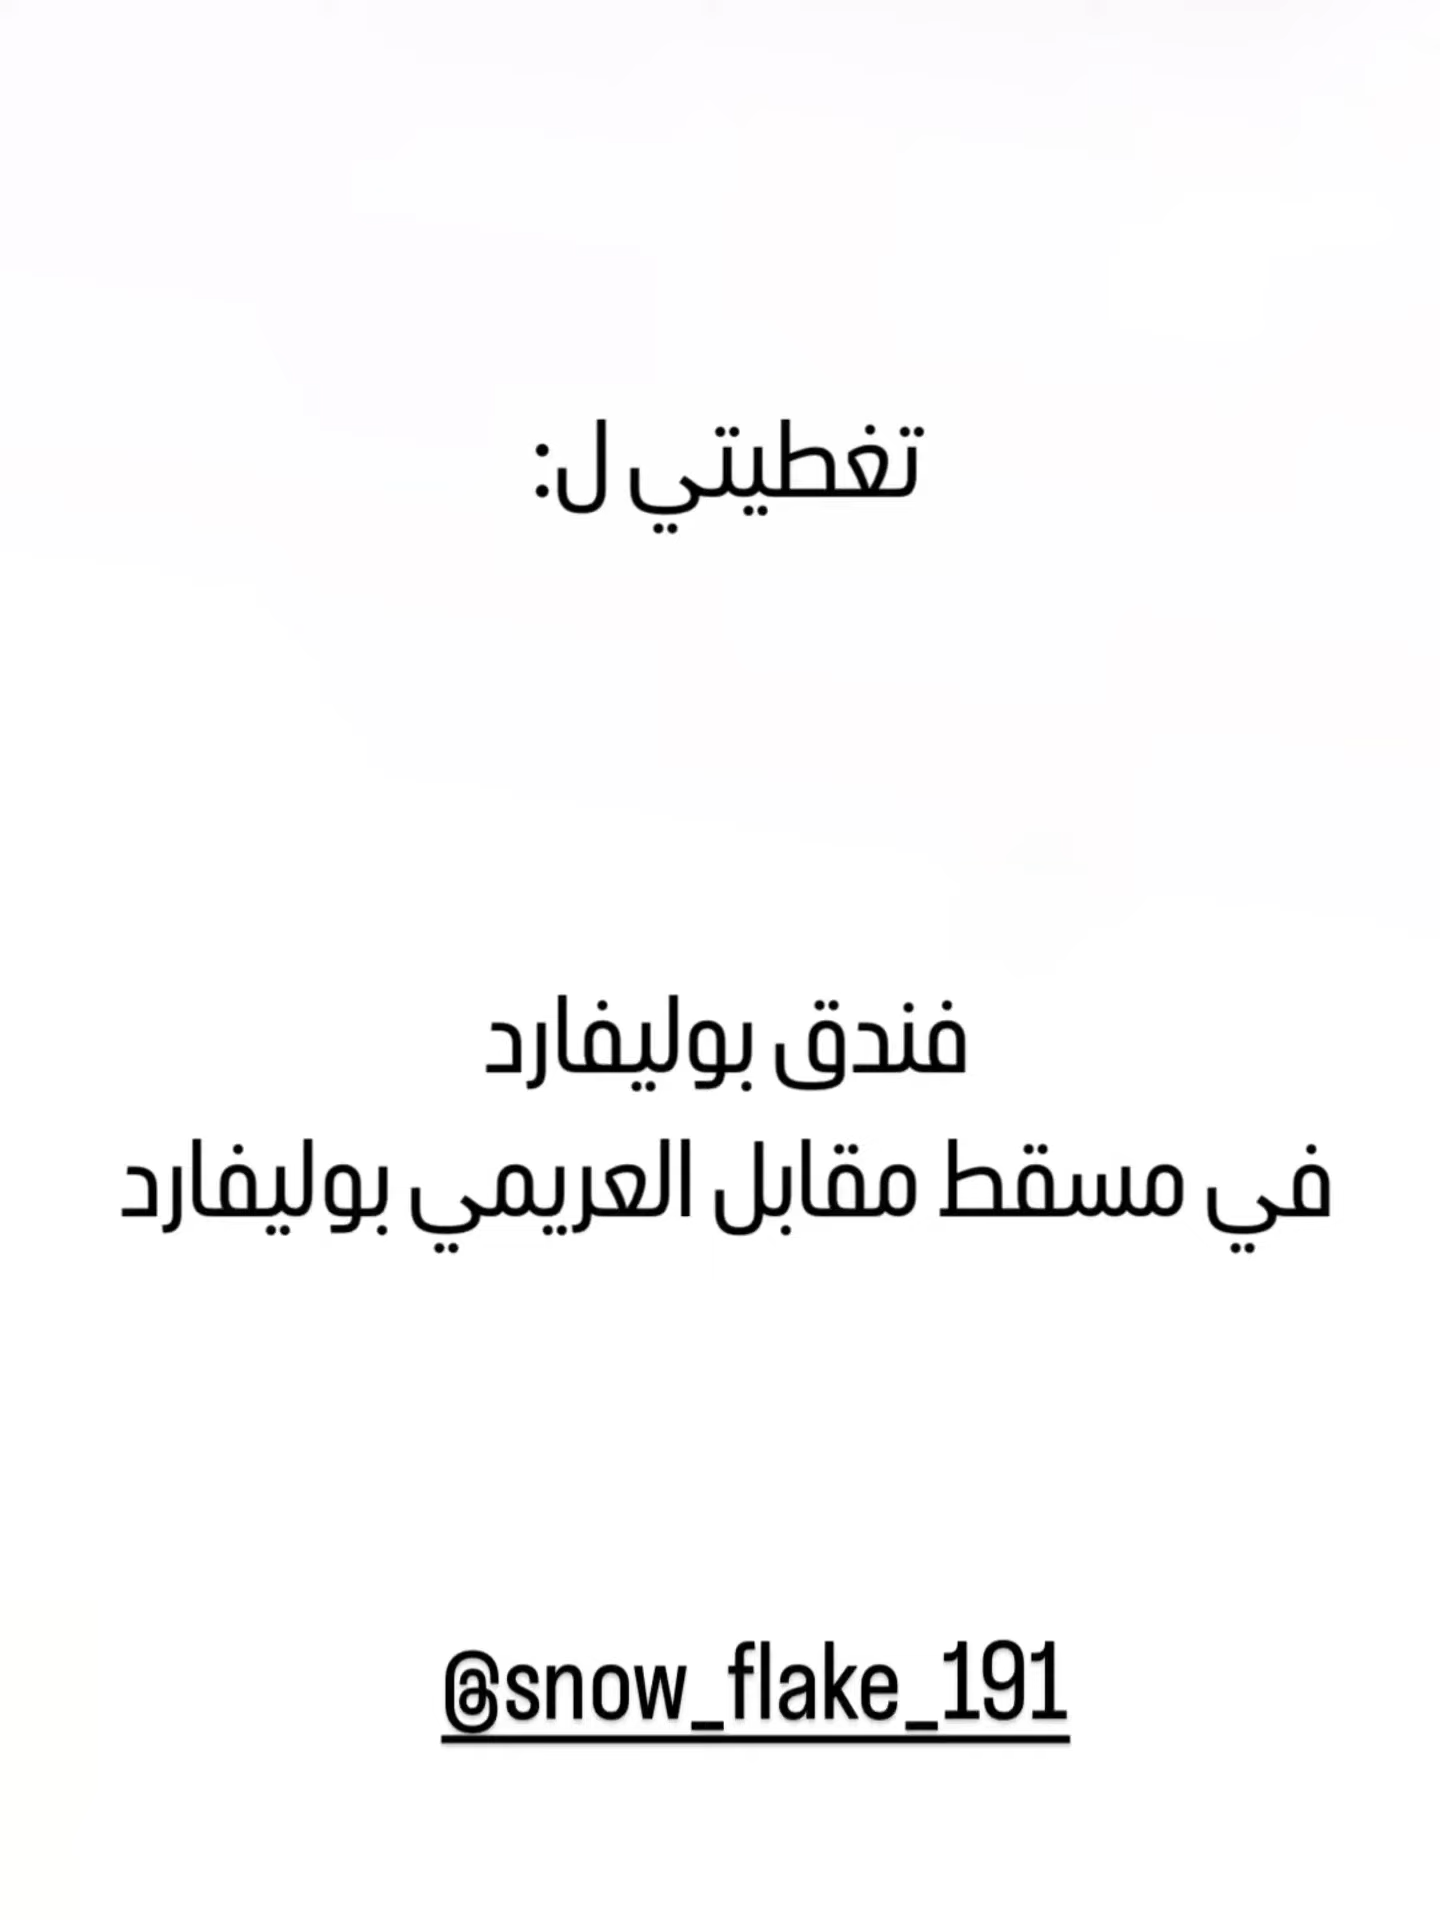 تغطيتي ل:
فندق بوليفارد
في مسقط مقابل العريمي بوليفارد
@snow_flake_191